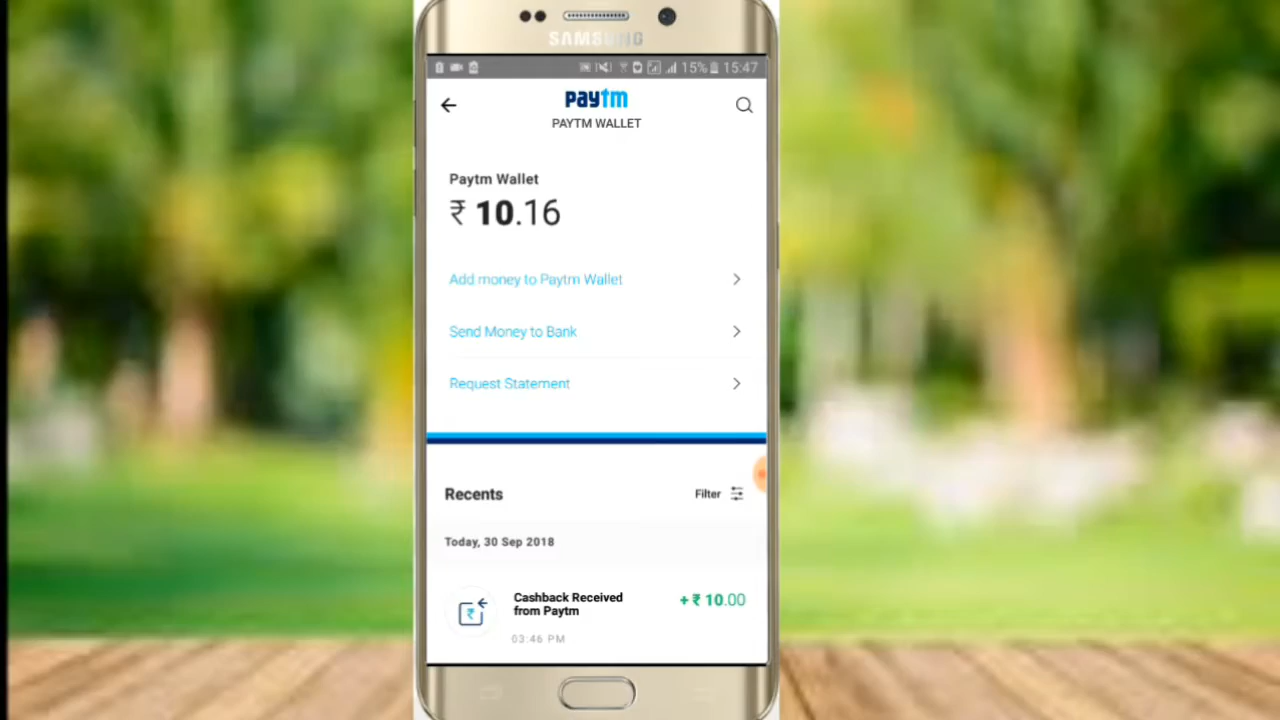 SAMSUNG
15% 15:47
paytm
PAYTM WALLET
Paytm Wallet
₹ 10.16
Add money to Paytm Wallet
Send Money to Bank
Request Statement
Recents
Filter
Today, 30 Sep 2018
Cashback Received
from Paytm
+ ₹ 10.00
03:46 PM